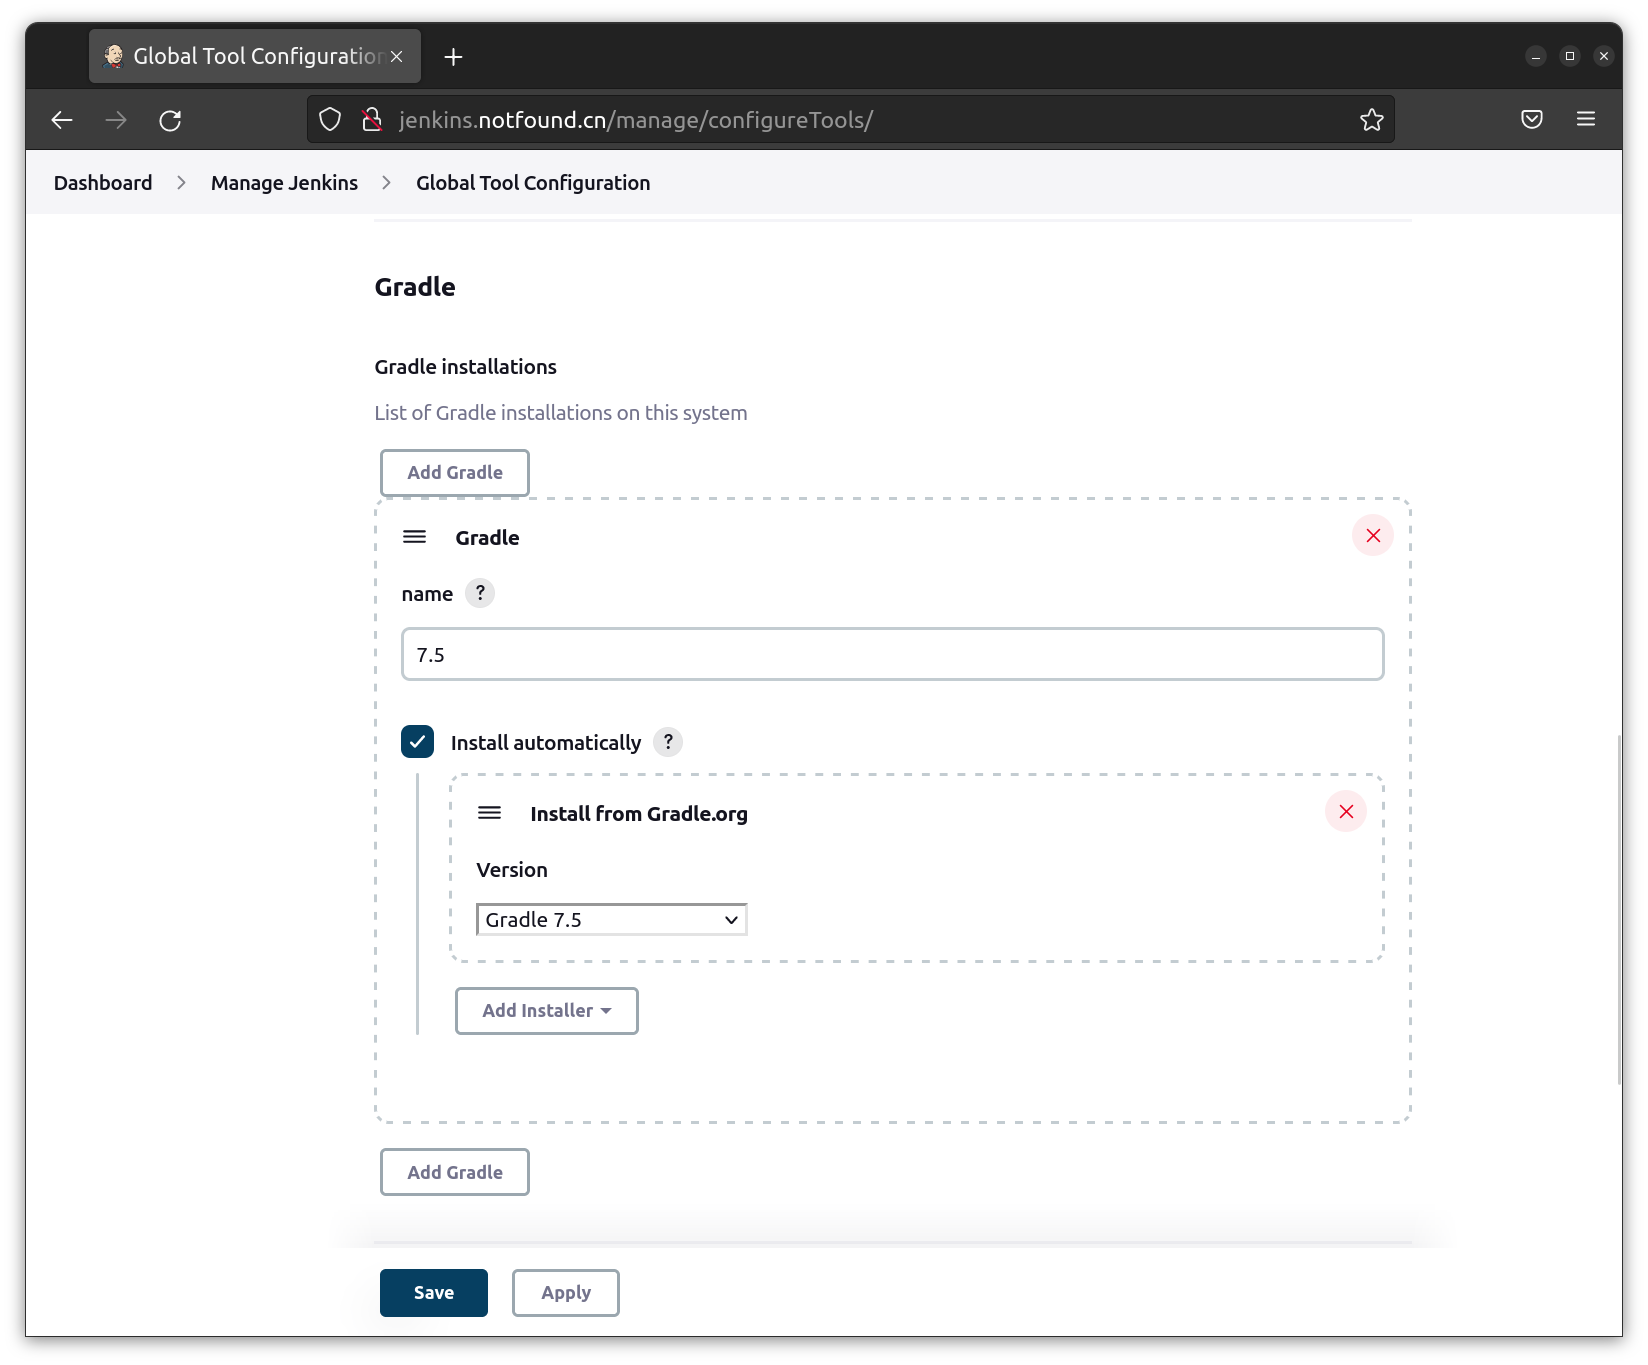 Global Tool Configuration
jenkins.notfound.cn/manage/configureTools/
Dashboard > Manage Jenkins > Global Tool Configuration
Gradle
Gradle installations
List of Gradle installations on this system
Add Gradle
Gradle
name ?
7.5
Install automatically ?
Install from Gradle.org
Version
Gradle 7.5
Add Installer
Add Gradle
Save Apply